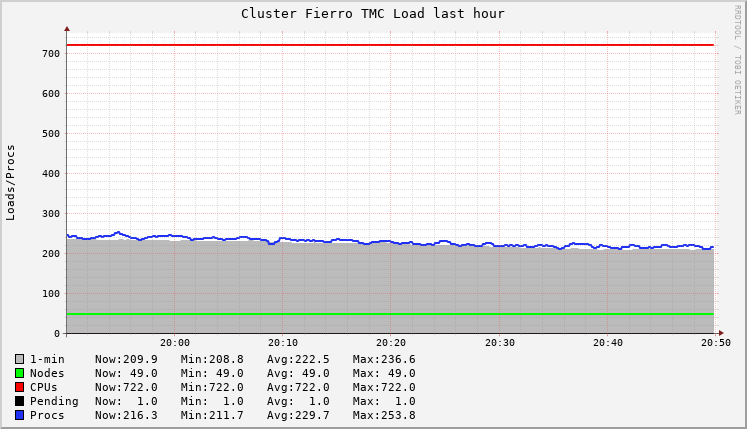 Cluster Fierro TMC Load last hour
RRDTOOL / TOBI OETIKER
Loads/Procs
700
600
500
400
300
200
100
0
20:00 20:10 20:20 20:30 20:40 20:50
1-min Now:209.9 Min:208.8 Avg:222.5 Max:236.6
Nodes Now: 49.0 Min: 49.0 Avg: 49.0 Max: 49.0
CPUs Now:722.0 Min:722.0 Avg:722.0 Max:722.0
Pending Now: 1.0 Min: 1.0 Avg: 1.0 Max: 1.0
Procs Now:216.3 Min:211.7 Avg:229.7 Max:253.8